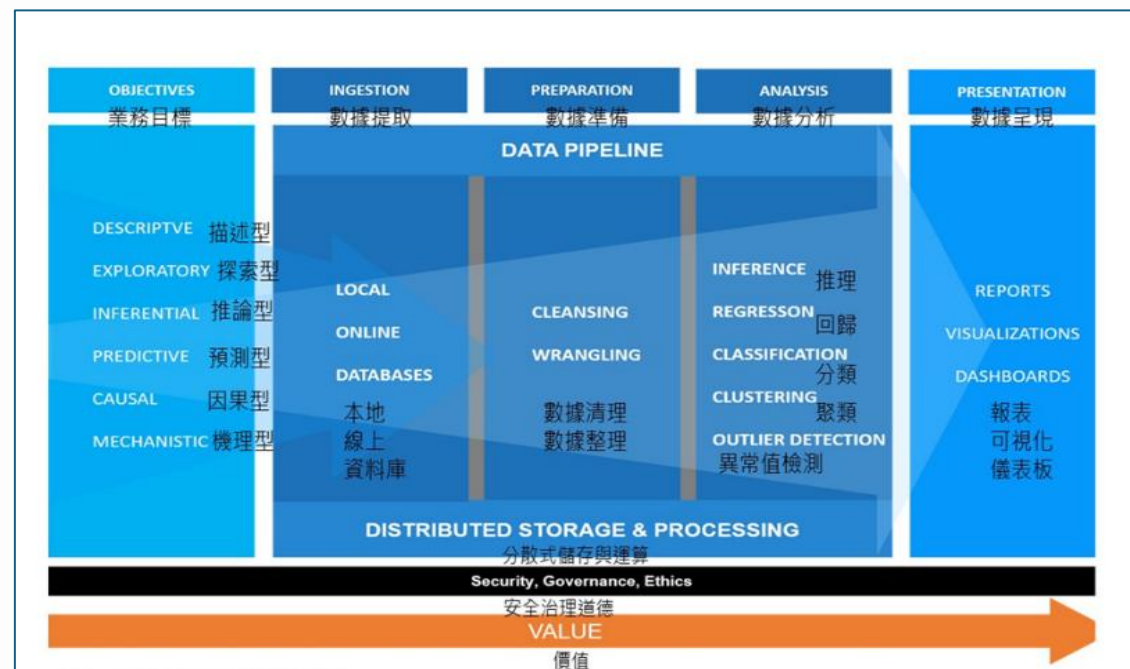 OBJECTIVES
業務目標
INGESTION
數據提取
PREPARATION
數據準備
ANALYSIS
數據分析
PRESENTATION
數據呈現
DATA PIPELINE
DESCRIPTVE 描述型
EXPLORATORY 探索型
INFERENTIAL 推論型
PREDICTIVE 預測型
CAUSAL 因果型
MECHANISTIC 機理型
LOCAL
ONLINE
DATABASES
本地
線上
資料庫
CLEANSING
WRANGLING
數據清理
數據整理
INFERENCE
推理
REGRESSON
回歸
CLASSIFICATION
分類
CLUSTERING
聚類
OUTLIER DETECTION
異常值檢測
REPORTS
VISUALIZATIONS
DASHBOARDS
報表
可視化
儀表板
DISTRIBUTED STORAGE & PROCESSING
分散式儲存與運算
Security, Governance, Ethics
安全治理道德
VALUE
價值